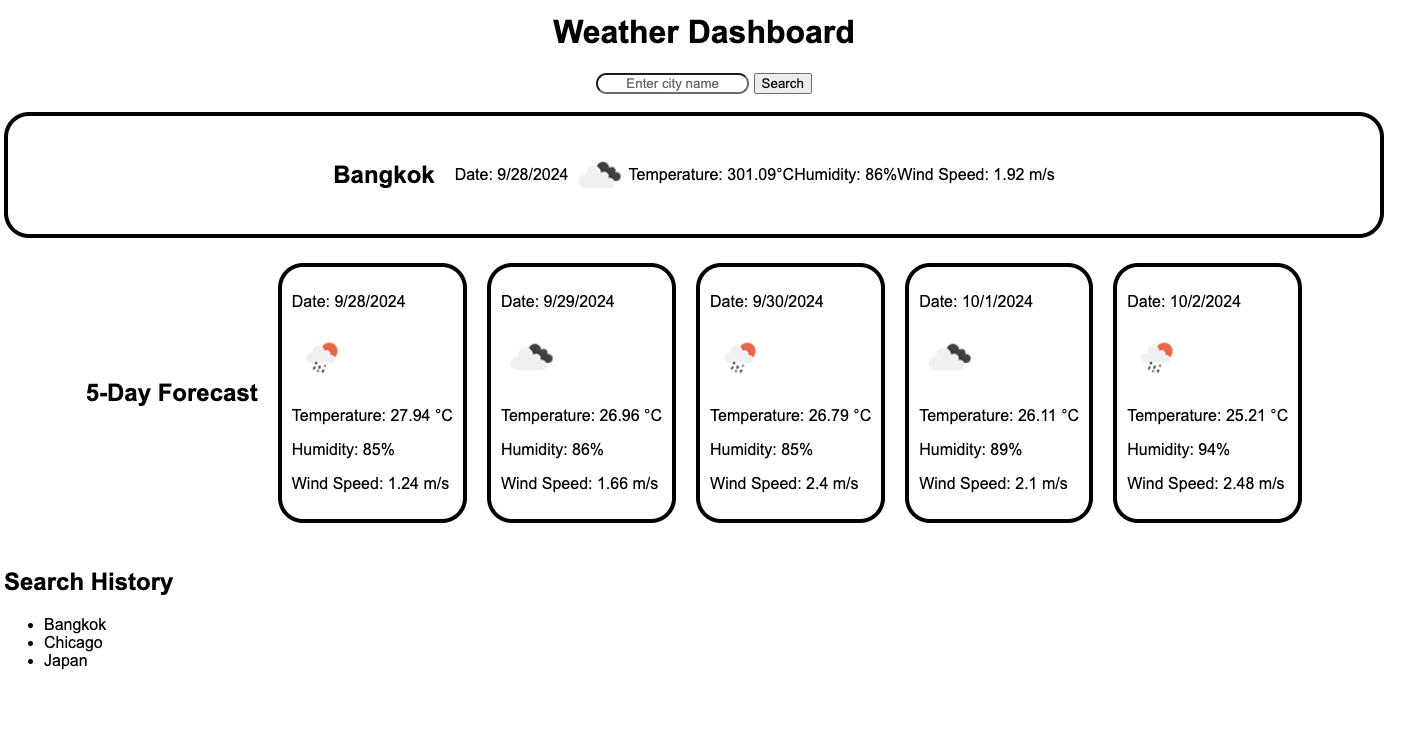 Weather Dashboard
Enter city name Search
Bangkok Date: 9/28/2024 Temperature: 301.09°CHumidity: 86%Wind Speed: 1.92 m/s
5-Day Forecast
Date: 9/28/2024
Temperature: 27.94 °C
Humidity: 85%
Wind Speed: 1.24 m/s
Date: 9/29/2024
Temperature: 26.96 °C
Humidity: 86%
Wind Speed: 1.66 m/s
Date: 9/30/2024
Temperature: 26.79 °C
Humidity: 85%
Wind Speed: 2.4 m/s
Date: 10/1/2024
Temperature: 26.11 °C
Humidity: 89%
Wind Speed: 2.1 m/s
Date: 10/2/2024
Temperature: 25.21 °C
Humidity: 94%
Wind Speed: 2.48 m/s
Search History
• Bangkok
• Chicago
• Japan